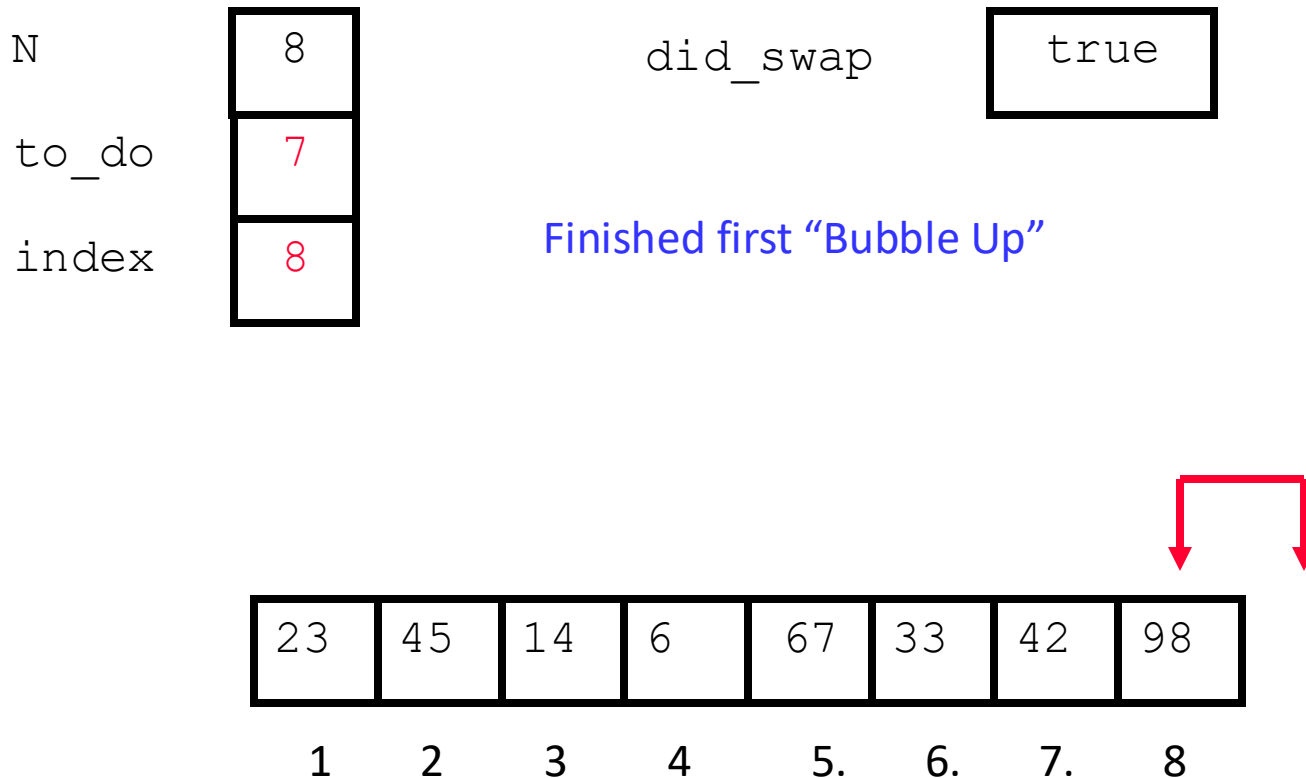 N 8 did_swap true
to_do 7
Finished first “Bubble Up”
index 8
23 45 14 6 67 33 42 98
1 2 3 4 5. 6. 7. 8